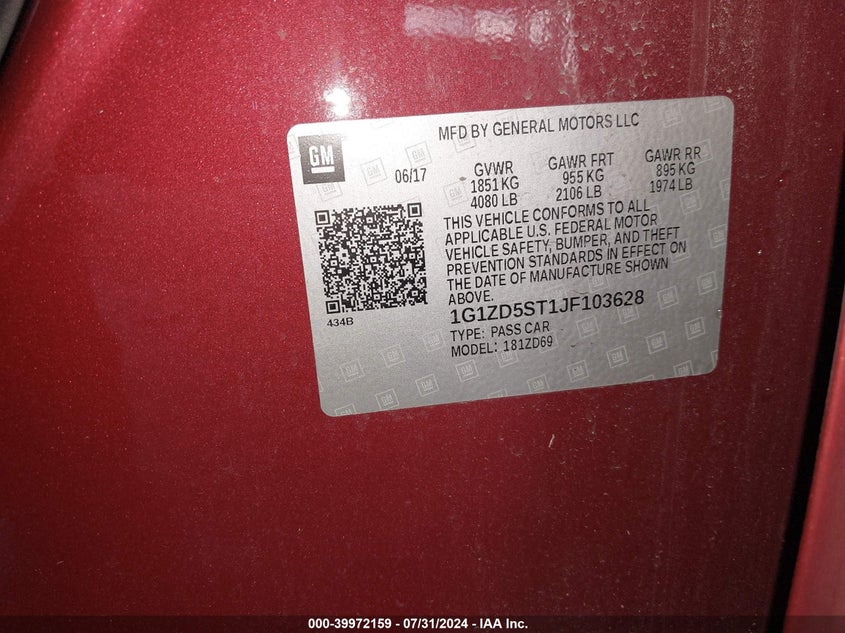 MFD BY GENERAL MOTORS LLC
GM
06/17
GVWR
1851 KG
4080 LB
GAWR FRT
955 KG
2106 LB
GAWR RR
895 KG
1974 LB
THIS VEHICLE CONFORMS TO ALL
APPLICABLE U.S. FEDERAL MOTOR
VEHICLE SAFETY, BUMPER, AND THEFT
PREVENTION STANDARDS IN EFFECT ON
THE DATE OF MANUFACTURE SHOWN
ABOVE.
434B
1G1ZD5ST1JF103628
TYPE: PASS CAR
MODEL: 181ZD69
000-39972159 - 07/31/2024 - IAA Inc.